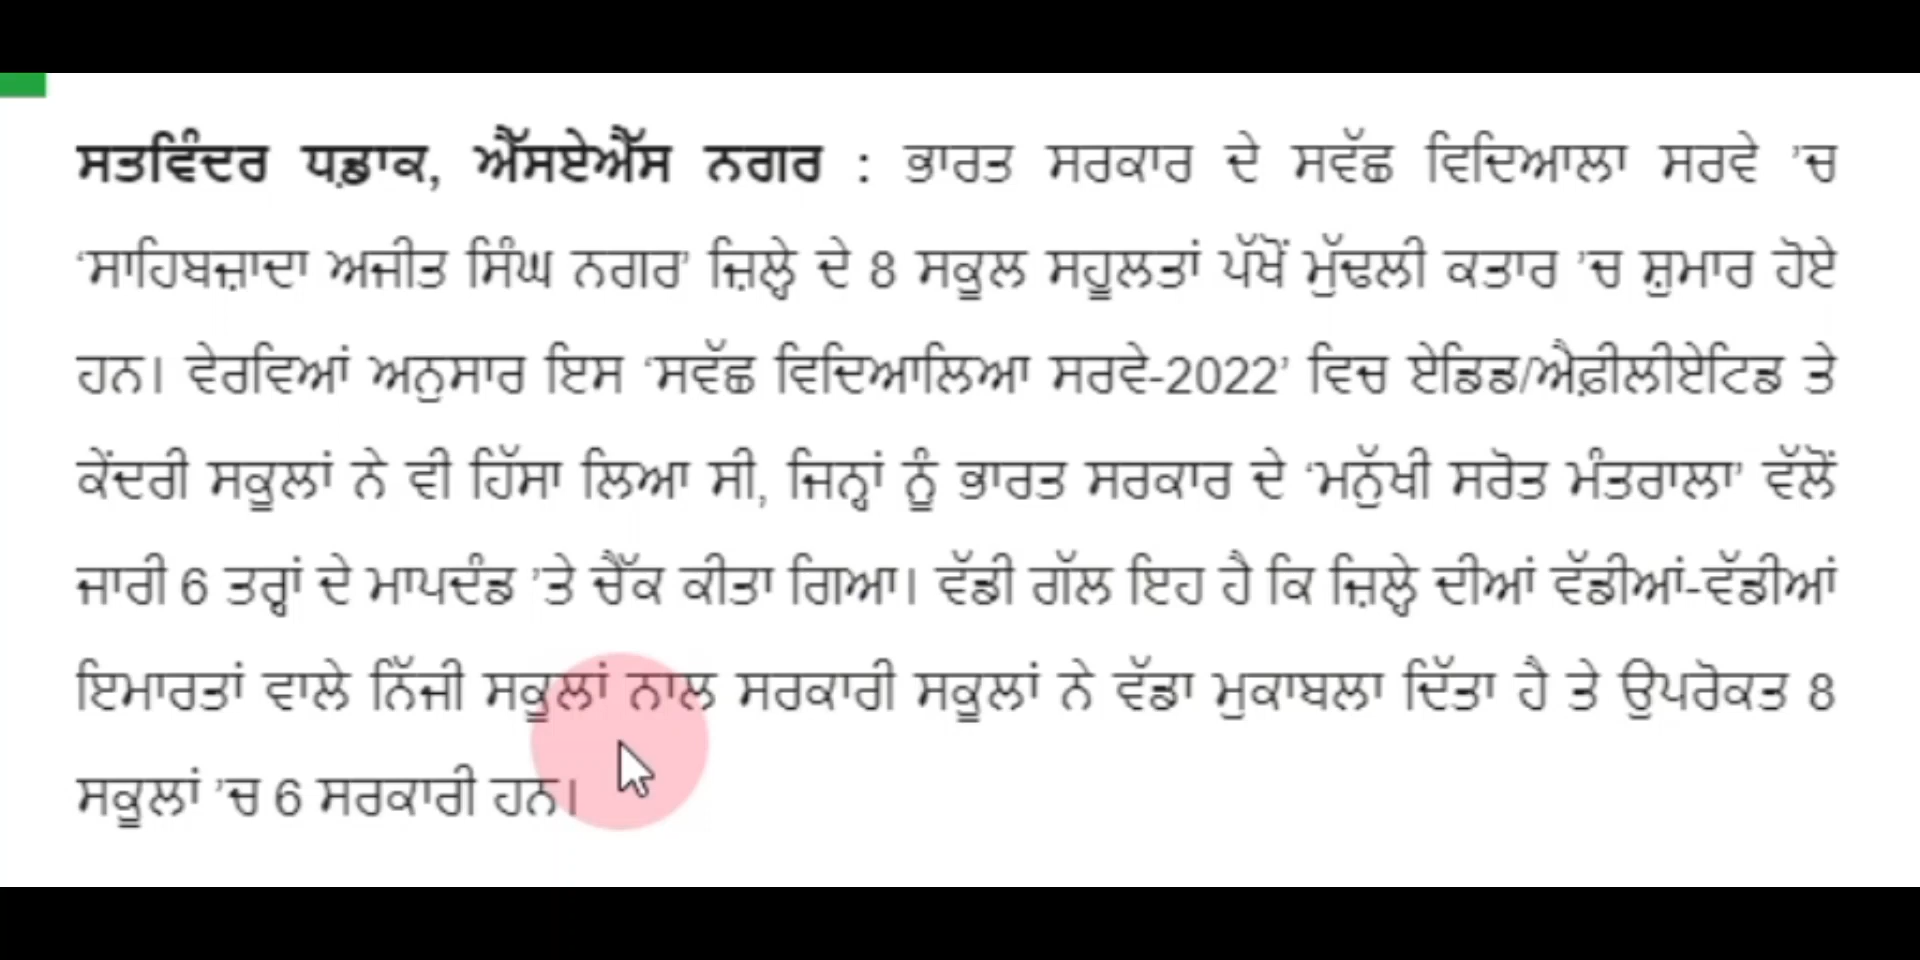 ਸਤਵਿੰਦਰ ਧੜਾਕ, ਐੱਸਏਐੱਸ ਨਗਰ : ਭਾਰਤ ਸਰਕਾਰ ਦੇ ਸਵੱਛ ਵਿਦਿਆਲਾ ਸਰਵੇ ’ਚ
‘ਸਾਹਿਬਜ਼ਾਦਾ ਅਜੀਤ ਸਿੰਘ ਨਗਰ’ ਜ਼ਿਲ੍ਹੇ ਦੇ 8 ਸਕੂਲ ਸਹੂਲਤਾਂ ਪੱਖੋਂ ਮੁੱਢਲੀ ਕਤਾਰ ’ਚ ਸ਼ੁਮਾਰ ਹੋਏ
ਹਨ। ਵੇਰਵਿਆਂ ਅਨੁਸਾਰ ਇਸ ‘ਸਵੱਛ ਵਿਦਿਆਲਿਆ ਸਰਵੇ-2022’ ਵਿਚ ਏਡਿਡ/ਐਫ਼ੀਲੀਏਟਿਡ ਤੇ
ਕੇਂਦਰੀ ਸਕੂਲਾਂ ਨੇ ਵੀ ਹਿੱਸਾ ਲਿਆ ਸੀ, ਜਿਨ੍ਹਾਂ ਨੂੰ ਭਾਰਤ ਸਰਕਾਰ ਦੇ ‘ਮਨੁੱਖੀ ਸਰੋਤ ਮੰਤਰਾਲਾ’ ਵੱਲੋਂ
ਜਾਰੀ 6 ਤਰ੍ਹਾਂ ਦੇ ਮਾਪਦੰਡ ’ਤੇ ਚੈੱਕ ਕੀਤਾ ਗਿਆ। ਵੱਡੀ ਗੱਲ ਇਹ ਹੈ ਕਿ ਜ਼ਿਲ੍ਹੇ ਦੀਆਂ ਵੱਡੀਆਂ-ਵੱਡੀਆਂ
ਇਮਾਰਤਾਂ ਵਾਲੇ ਨਿੱਜੀ ਸਕੂਲਾਂ ਨਾਲ ਸਰਕਾਰੀ ਸਕੂਲਾਂ ਨੇ ਵੱਡਾ ਮੁਕਾਬਲਾ ਦਿੱਤਾ ਹੈ ਤੇ ਉਪਰੋਕਤ 8
ਸਕੂਲਾਂ ’ਚ 6 ਸਰਕਾਰੀ ਹਨ।